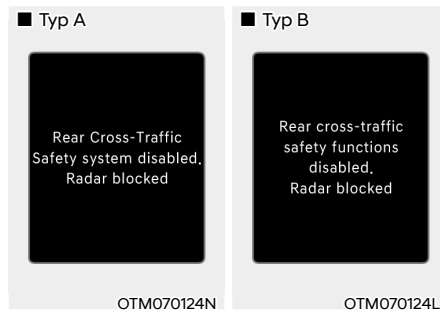 ■ Typ A
Rear Cross-Traffic
Safety system disabled.
Radar blocked
OTM070124N
■ Typ B
Rear cross-traffic
safety functions
disabled.
Radar blocked
OTM070124L